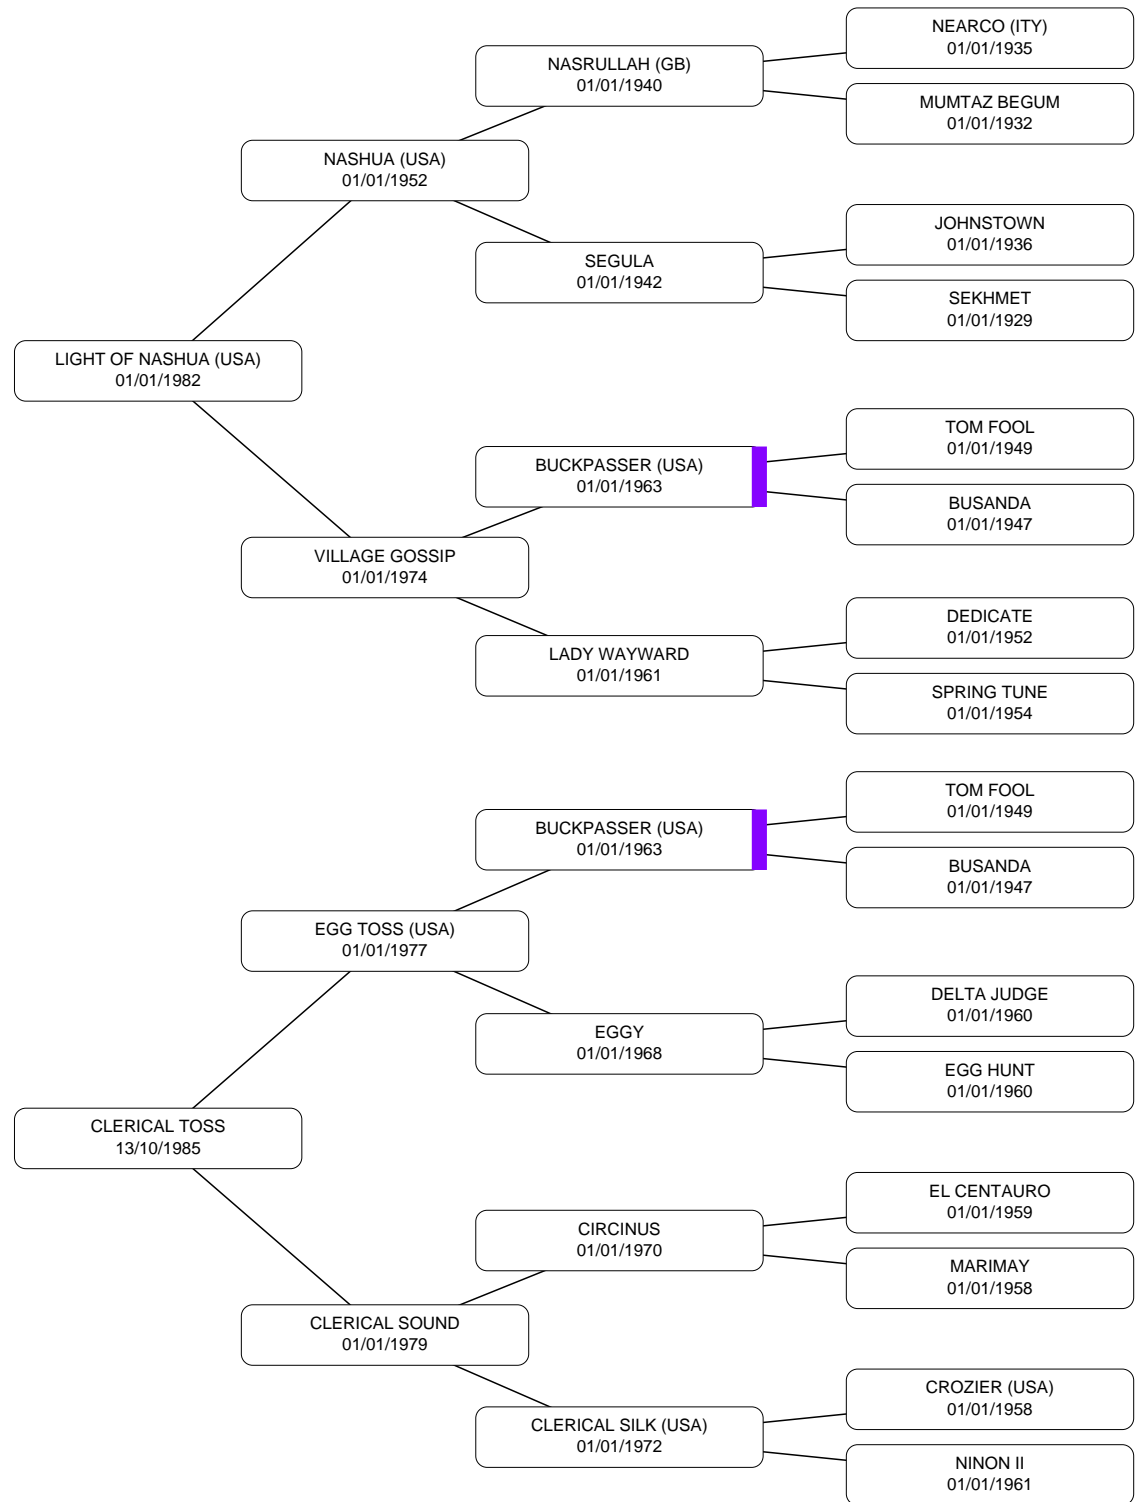 NEARCO (ITY)
01/01/1935
NASRULLAH (GB)
01/01/1940
MUMTAZ BEGUM
01/01/1932
NASHUA (USA)
01/01/1952
JOHNSTOWN
01/01/1936
SEGULA
01/01/1942
SEKHMET
01/01/1929
LIGHT OF NASHUA (USA)
01/01/1982
TOM FOOL
01/01/1949
BUCKPASSER (USA)
01/01/1963
BUSANDA
01/01/1947
VILLAGE GOSSIP
01/01/1974
DEDICATE
01/01/1952
LADY WAYWARD
01/01/1961
SPRING TUNE
01/01/1954
TOM FOOL
01/01/1949
BUCKPASSER (USA)
01/01/1963
BUSANDA
01/01/1947
EGG TOSS (USA)
01/01/1977
DELTA JUDGE
01/01/1960
EGGY
01/01/1968
EGG HUNT
01/01/1960
CLERICAL TOSS
13/10/1985
EL CENTAURO
01/01/1959
CIRCINUS
01/01/1970
MARIMAY
01/01/1958
CLERICAL SOUND
01/01/1979
CROZIER (USA)
01/01/1958
CLERICAL SILK (USA)
01/01/1972
NINON II
01/01/1961